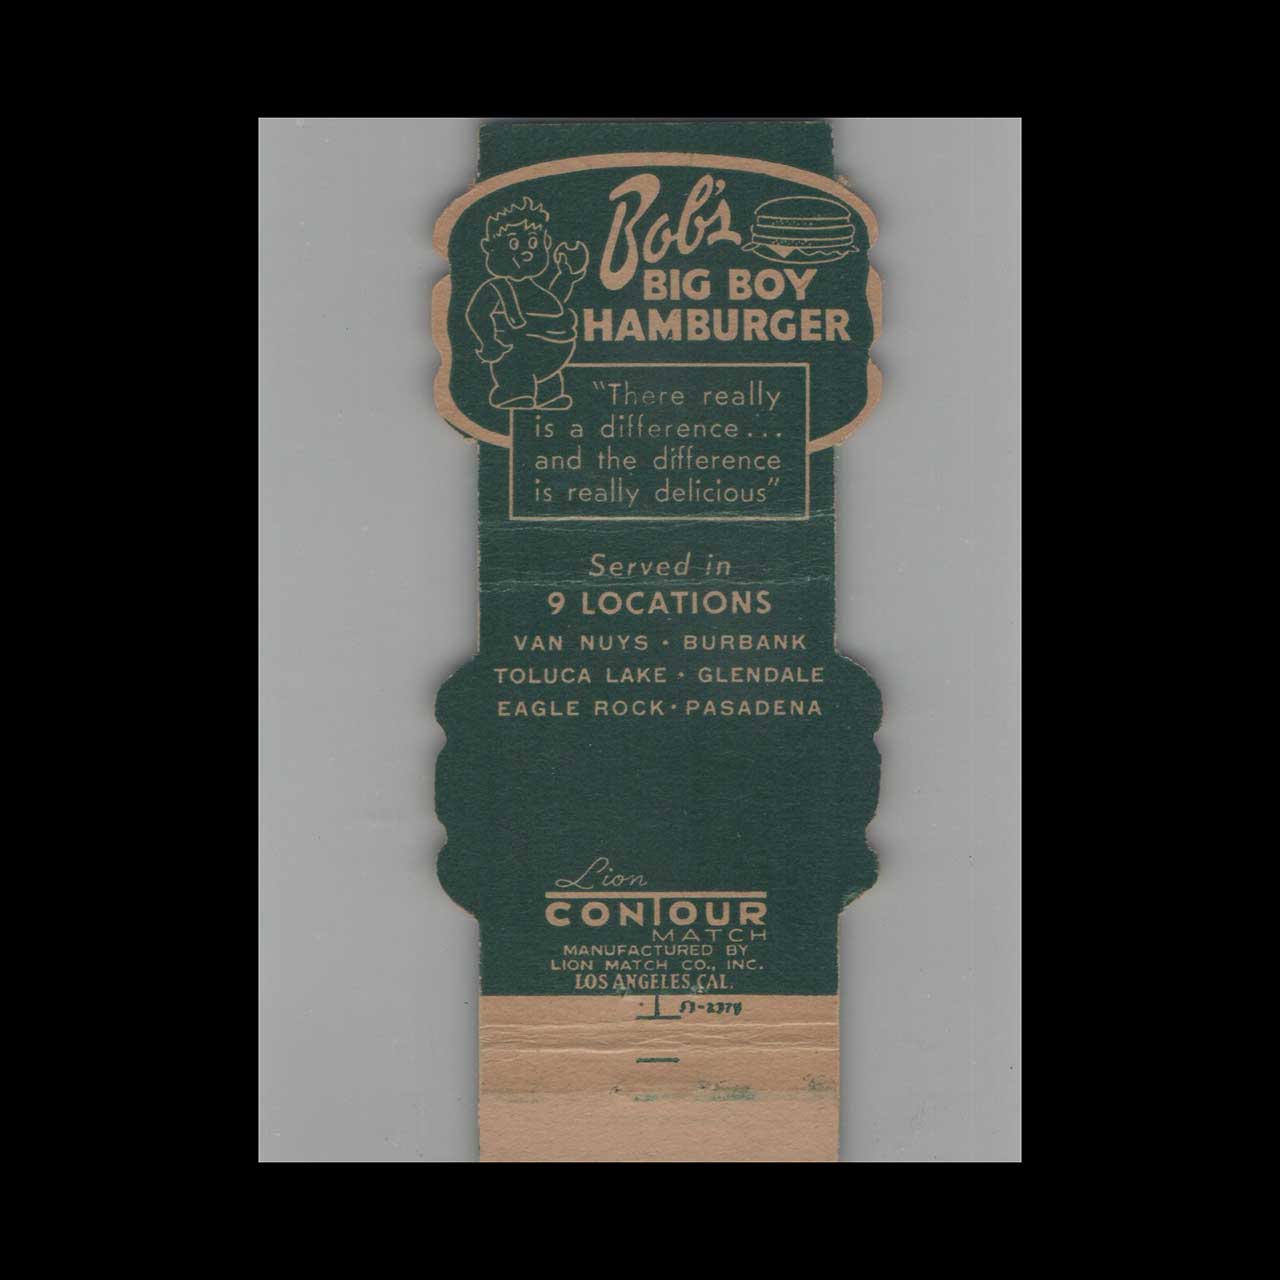 Bob's
BIG BOY
HAMBURGER
"There really
is a difference...
and the difference
is really delicious"
Served in
9 LOCATIONS
VAN NUYS • BURBANK
TOLUCA LAKE • GLENDALE
EAGLE ROCK • PASADENA
Lion
CONTOUR
MATCH
MANUFACTURED BY
LION MATCH CO., INC.
LOS ANGELES, CAL.